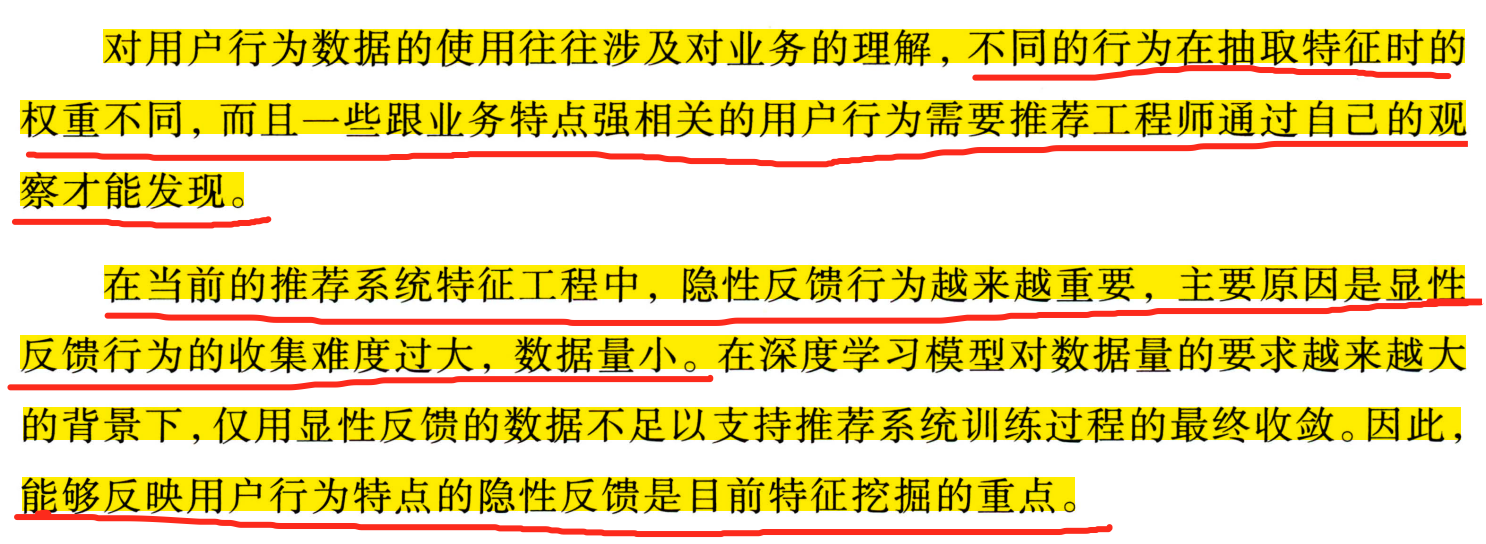 对用户行为数据的使用往往涉及对业务的理解，不同的行为在抽取特征时的
权重不同，而且一些跟业务特点强相关的用户行为需要推荐工程师通过自己的观
察才能发现。
在当前的推荐系统特征工程中，隐性反馈行为越来越重要，主要原因是显性
反馈行为的收集难度过大，数据量小。在深度学习模型对数据量的要求越来越大
的背景下，仅用显性反馈的数据不足以支持推荐系统训练过程的最终收敛。因此，
能够反映用户行为特点的隐性反馈是目前特征挖掘的重点。